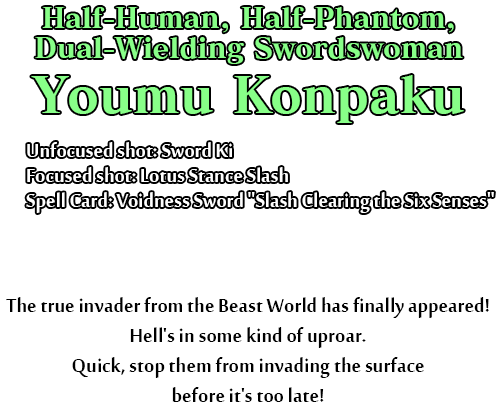 Half-Human, Half-Phantom,
Dual-Wielding Swordswoman
Youmu Konpaku
Unfocused shot: Sword Ki
Focused shot: Lotus Stance Slash
Spell Card: Voidness Sword "Slash Clearing the Six Senses"
The true invader from the Beast World has finally appeared!
Hell's in some kind of uproar.
Quick, stop them from invading the surface
before it's too late!